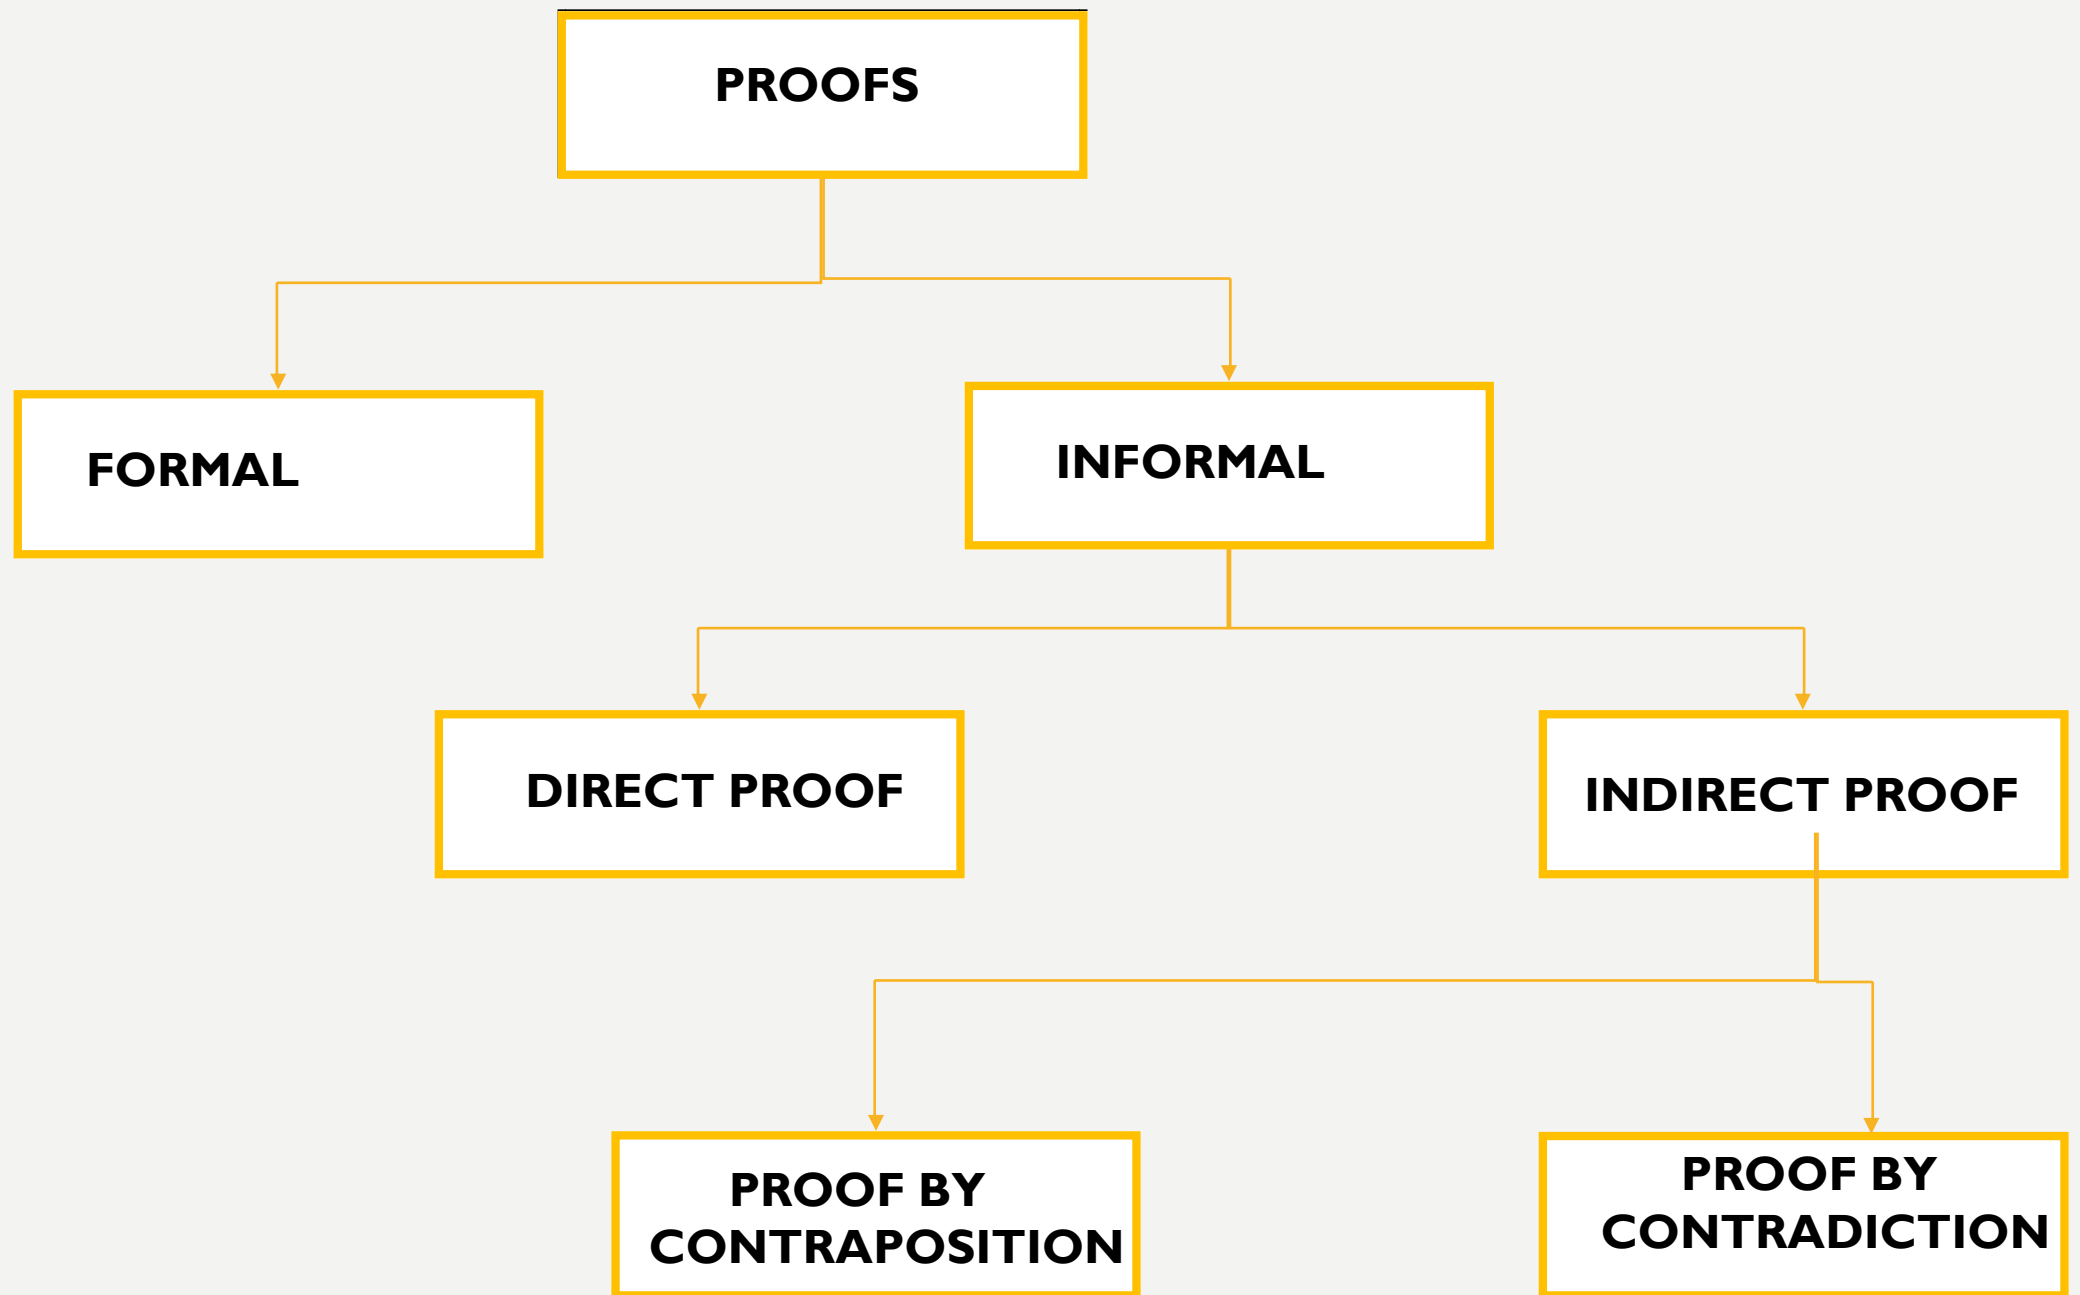 PROOFS
FORMAL
INFORMAL
DIRECT PROOF
INDIRECT PROOF
PROOF BY
CONTRAPOSITION
PROOF BY
CONTRADICTION